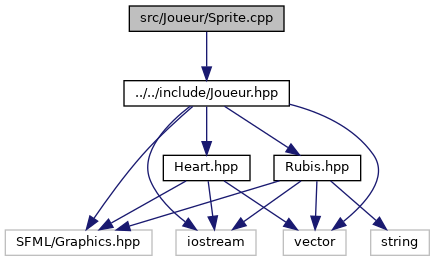 src/Joueur/Sprite.cpp
../../include/Joueur.hpp
Heart.hpp
Rubis.hpp
SFML/Graphics.hpp
iostream
vector
string